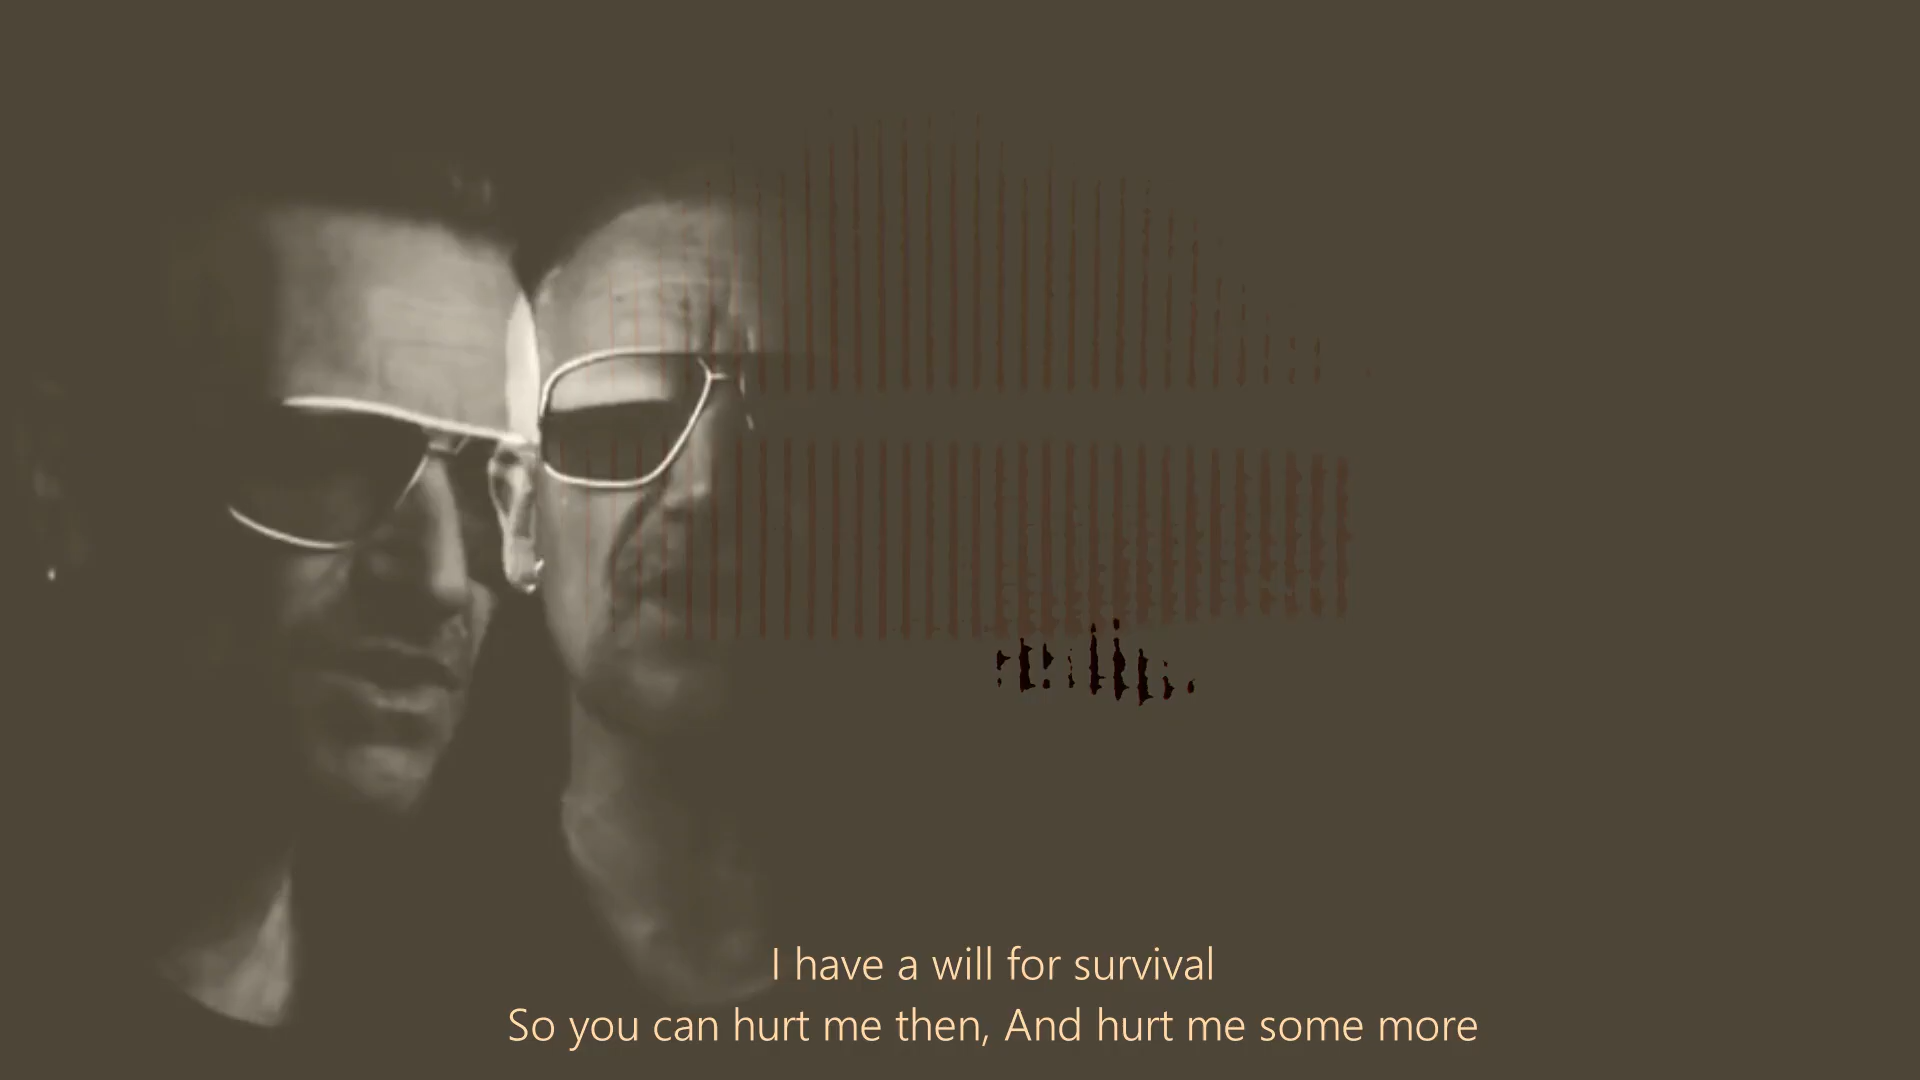 I have a will for survival
So you can hurt me then, And hurt me some more